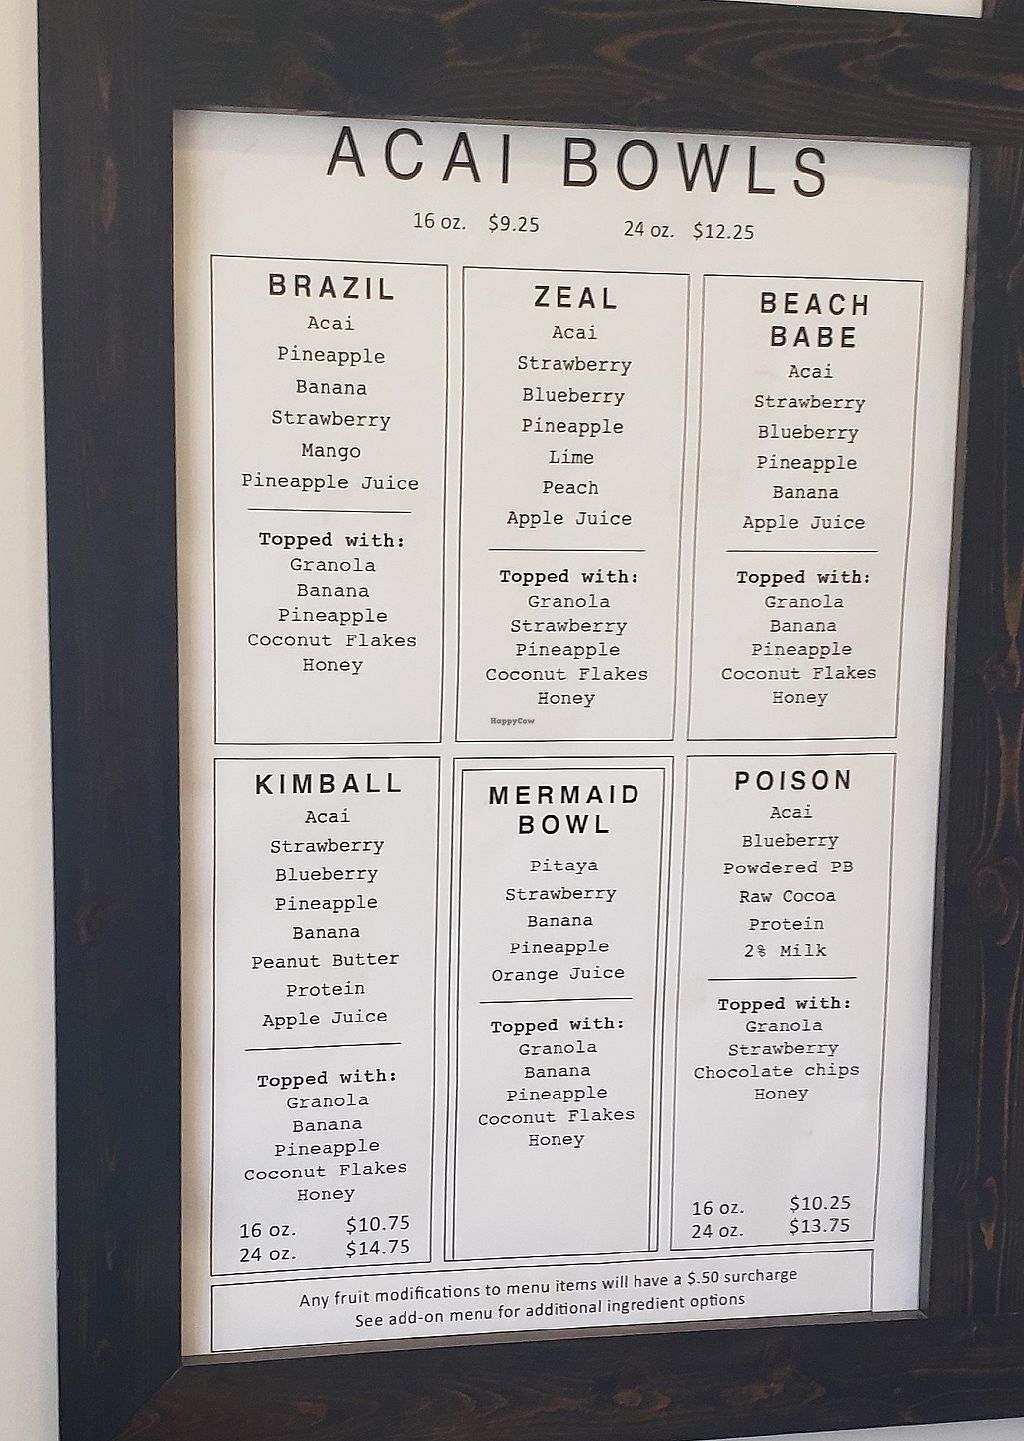 ACAI BOWLS
16 oz. $9.25 24 oz. $12.25
BRAZIL
Acai
Pineapple
Banana
Strawberry
Mango
Pineapple Juice
Topped with:
Granola
Banana
Pineapple
Coconut Flakes
Honey
ZEAL
Acai
Strawberry
Blueberry
Pineapple
Lime
Peach
Apple Juice
Topped with:
Granola
Strawberry
Pineapple
Coconut Flakes
Honey
HappyCow
BEACH
BABE
Acai
Strawberry
Blueberry
Pineapple
Banana
Apple Juice
Topped with:
Granola
Banana
Pineapple
Coconut Flakes
Honey
KIMBALL
Acai
Strawberry
Blueberry
Pineapple
Banana
Peanut Butter
Protein
Apple Juice
Topped with:
Granola
Banana
Pineapple
Coconut Flakes
Honey
16 oz. $10.75
24 oz. $14.75
MERMAID
BOWL
Pitaya
Strawberry
Banana
Pineapple
Orange Juice
Topped with:
Granola
Banana
Pineapple
Coconut Flakes
Honey
POISON
Acai
Blueberry
Powdered PB
Raw Cocoa
Protein
2% Milk
Topped with:
Granola
Strawberry
Chocolate chips
Honey
16 oz. $10.25
24 oz. $13.75
Any fruit modifications to menu items will have a $.50 surcharge
See add-on menu for additional ingredient options